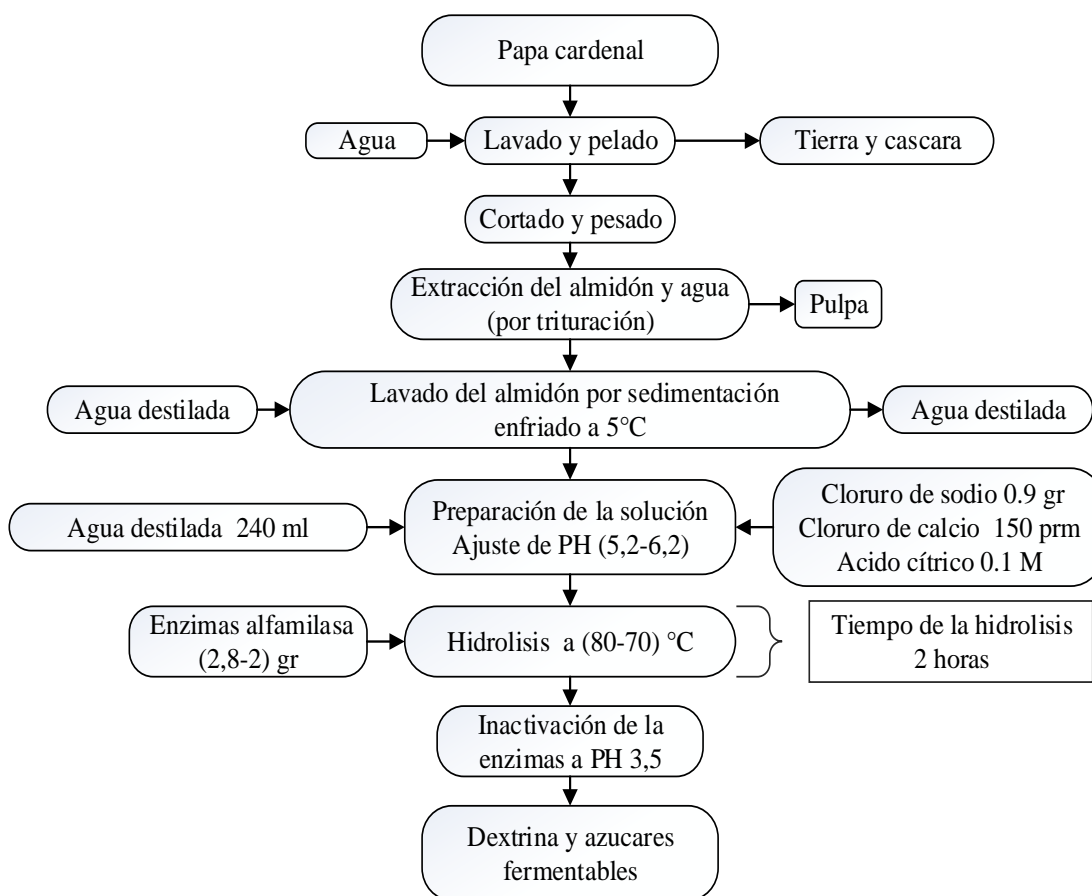 Papa cardenal
Agua
Lavado y pelado
Tierra y cascara
Cortado y pesado
Extracción del almidón y agua
(por trituración)
Pulpa
Agua destilada
Lavado del almidón por sedimentación
enfriado a 5°C
Agua destilada
Agua destilada 240 ml
Preparación de la solución
Ajuste de PH (5,2-6,2)
Cloruro de sodio 0.9 gr
Cloruro de calcio 150 prm
Acido cítrico 0.1 M
Enzimas alfamilasa
(2,8-2) gr
Hidrolisis a (80-70) °C
Tiempo de la hidrolisis
2 horas
Inactivación de la
enzimas a PH 3,5
Dextrina y azucares
fermentables